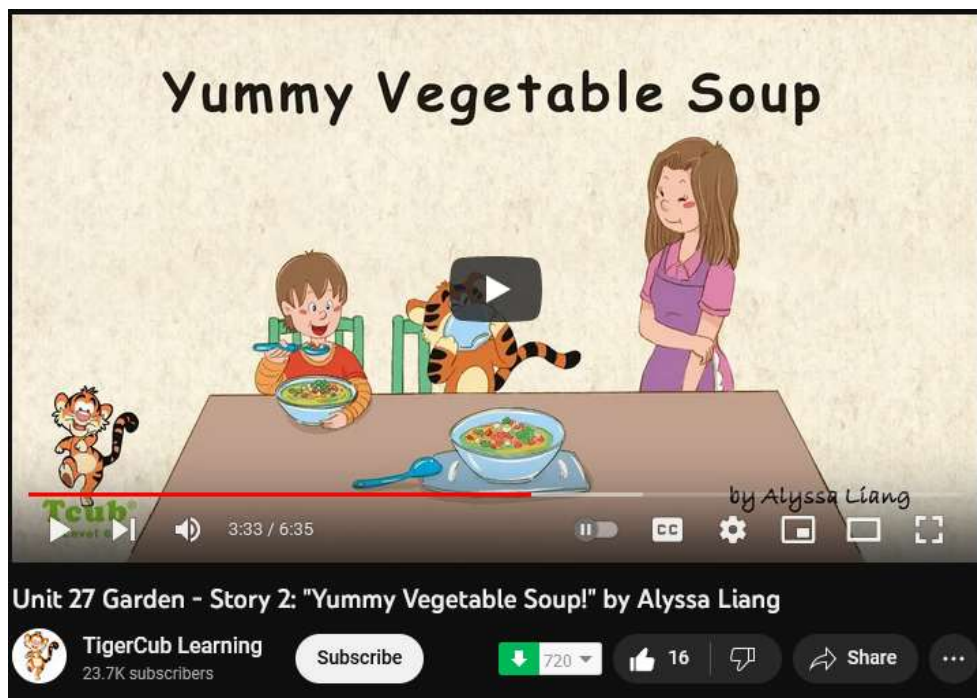 Yummy Vegetable Soup
by Alyssa Liang
Tcub®
3:33 / 6:35
CC
Unit 27 Garden - Story 2: "Yummy Vegetable Soup!" by Alyssa Liang
TigerCub Learning
23.7K subscribers
Subscribe
720
16
Share